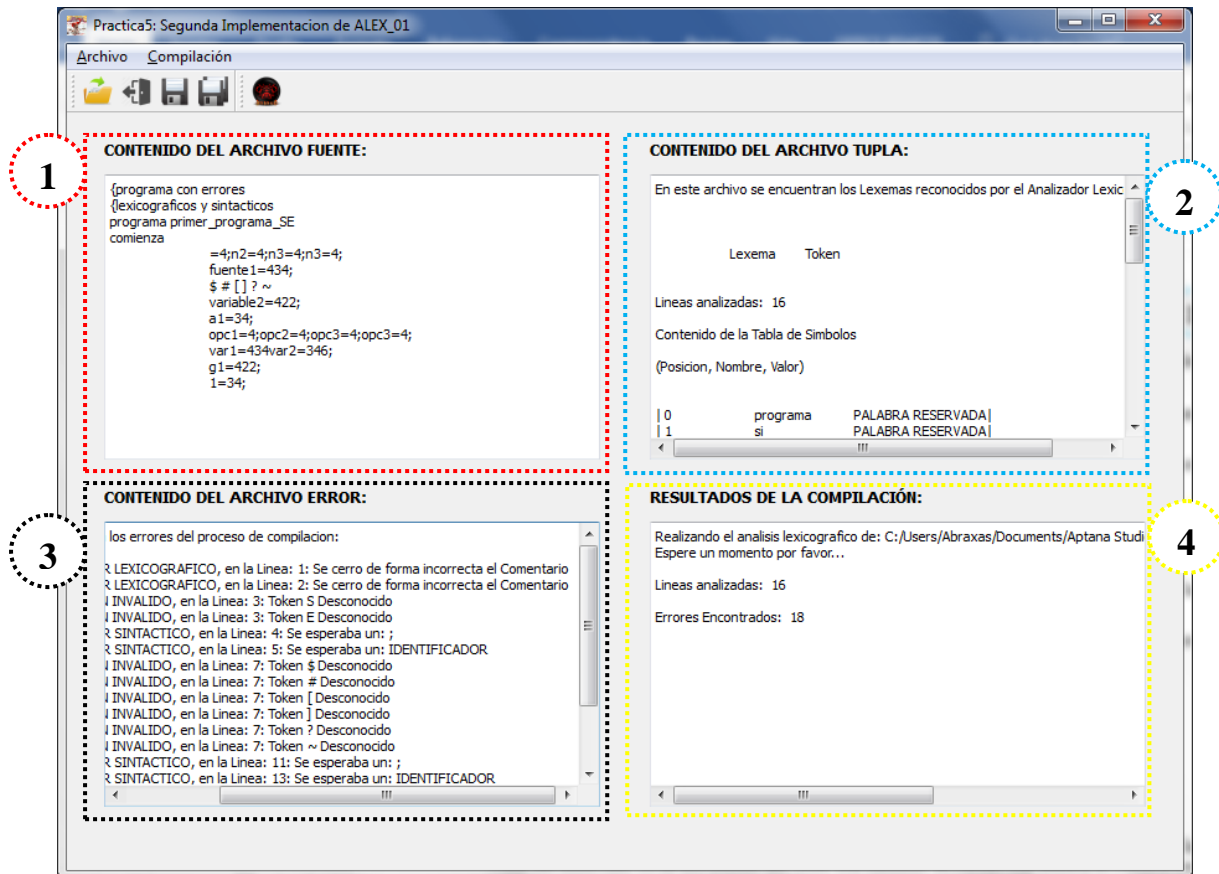 Practica5: Segunda Implementacion de ALEX_01
Archivo Compilación
1
CONTENIDO DEL ARCHIVO FUENTE:
{programa con errores
{lexicograficos y sintacticos
programa primer_programa_SE
comienza
=4;n2=4;n3=4;n3=4;
fuente1=434;
$ # [ ] ? ~
variable2=422;
a1=34;
opc1=4;opc2=4;opc3=4;opc3=4;
var1=434var2=346;
g1=422;
1=34;
2
CONTENIDO DEL ARCHIVO TUPLA:
En este archivo se encuentran los Lexemas reconocidos por el Analizador Lexic
Lexema Token
Lineas analizadas: 16
Contenido de la Tabla de Simbolos
(Posicion, Nombre, Valor)
| 0 programa PALABRA RESERVADA|
| 1 si PALABRA RESERVADA|
3
CONTENIDO DEL ARCHIVO ERROR:
los errores del proceso de compilacion:
R LEXICOGRAFICO, en la Linea: 1: Se cerro de forma incorrecta el Comentario
R LEXICOGRAFICO, en la Linea: 2: Se cerro de forma incorrecta el Comentario
N INVALIDO, en la Linea: 3: Token S Desconocido
N INVALIDO, en la Linea: 3: Token E Desconocido
R SINTACTICO, en la Linea: 4: Se esperaba un: ;
R SINTACTICO, en la Linea: 5: Se esperaba un: IDENTIFICADOR
N INVALIDO, en la Linea: 7: Token $ Desconocido
N INVALIDO, en la Linea: 7: Token # Desconocido
N INVALIDO, en la Linea: 7: Token [ Desconocido
N INVALIDO, en la Linea: 7: Token ] Desconocido
N INVALIDO, en la Linea: 7: Token ? Desconocido
N INVALIDO, en la Linea: 7: Token ~ Desconocido
R SINTACTICO, en la Linea: 11: Se esperaba un: ;
R SINTACTICO, en la Linea: 13: Se esperaba un: IDENTIFICADOR
4
RESULTADOS DE LA COMPILACIÓN:
Realizando el analisis lexicografico de: C:/Users/Abraxas/Documents/Aptana Studi
Espere un momento por favor...
Lineas analizadas: 16
Errores Encontrados: 18